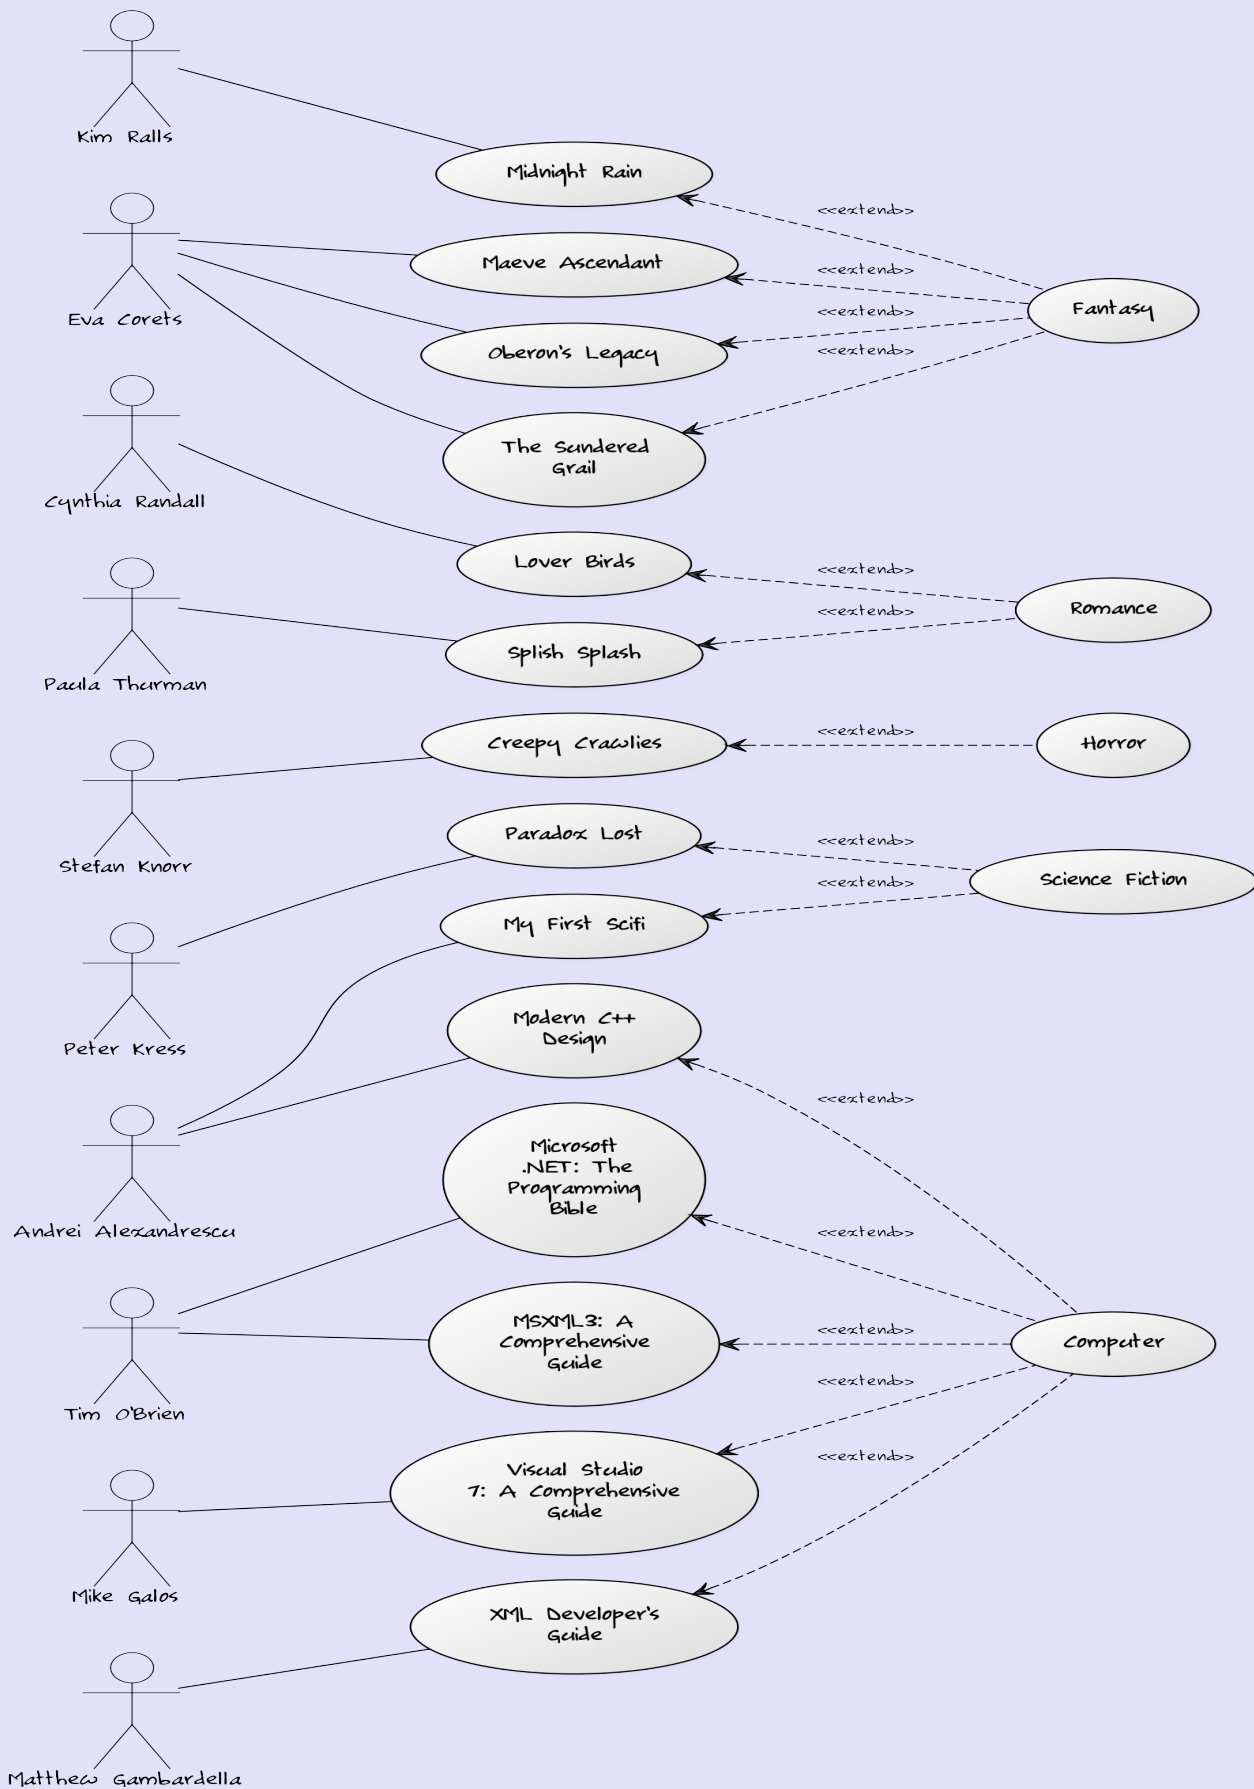 Kim Ralls
Midnight Rain
<<extend>>
Eva Corets
Maeve Ascendant
<<extend>>
Fantasy
Oberon's Legacy
<<extend>>
<<extend>>
The Sundered
Grail
Cynthia Randall
Lover Birds
<<extend>>
Romance
<<extend>>
Paula Thurman
Splish Splash
Creepy Crawlies
<<extend>>
Horror
Stefan Knorr
Paradox Lost
<<extend>>
Science Fiction
<<extend>>
My First Scifi
Peter Kress
Modern C++
Design
<<extend>>
Andrei Alexandrescu
Microsoft
.NET: The
Programming
Bible
<<extend>>
Tim O'Brien
MSXML3: A
Comprehensive
Guide
<<extend>>
Computer
<<extend>>
<<extend>>
Mike Galos
Visual Studio
7: A Comprehensive
Guide
XML Developer's
Guide
Matthew Gambardella